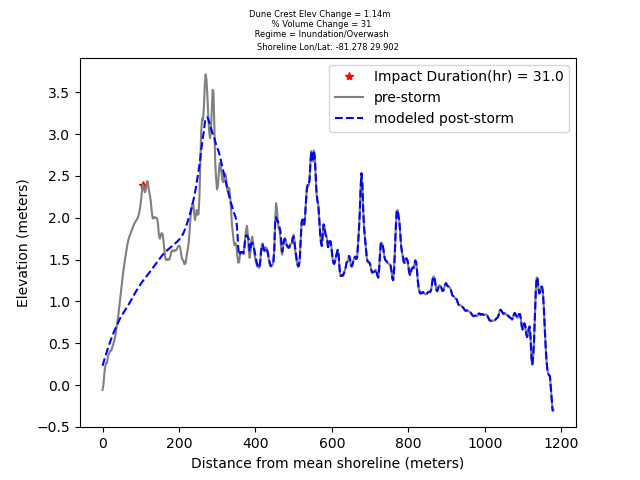 Dune Crest Elev Change = 1.14m
% Volume Change = 31
Regime = Inundation/Overwash
Shoreline Lon/Lat: -81.278 29.902
Impact Duration(hr) = 31.0
pre-storm
modeled post-storm
Elevation (meters)
3.5
3.0
2.5
2.0
1.5
1.0
0.5
0.0
−0.5
0 200 400 600 800 1000 1200
Distance from mean shoreline (meters)